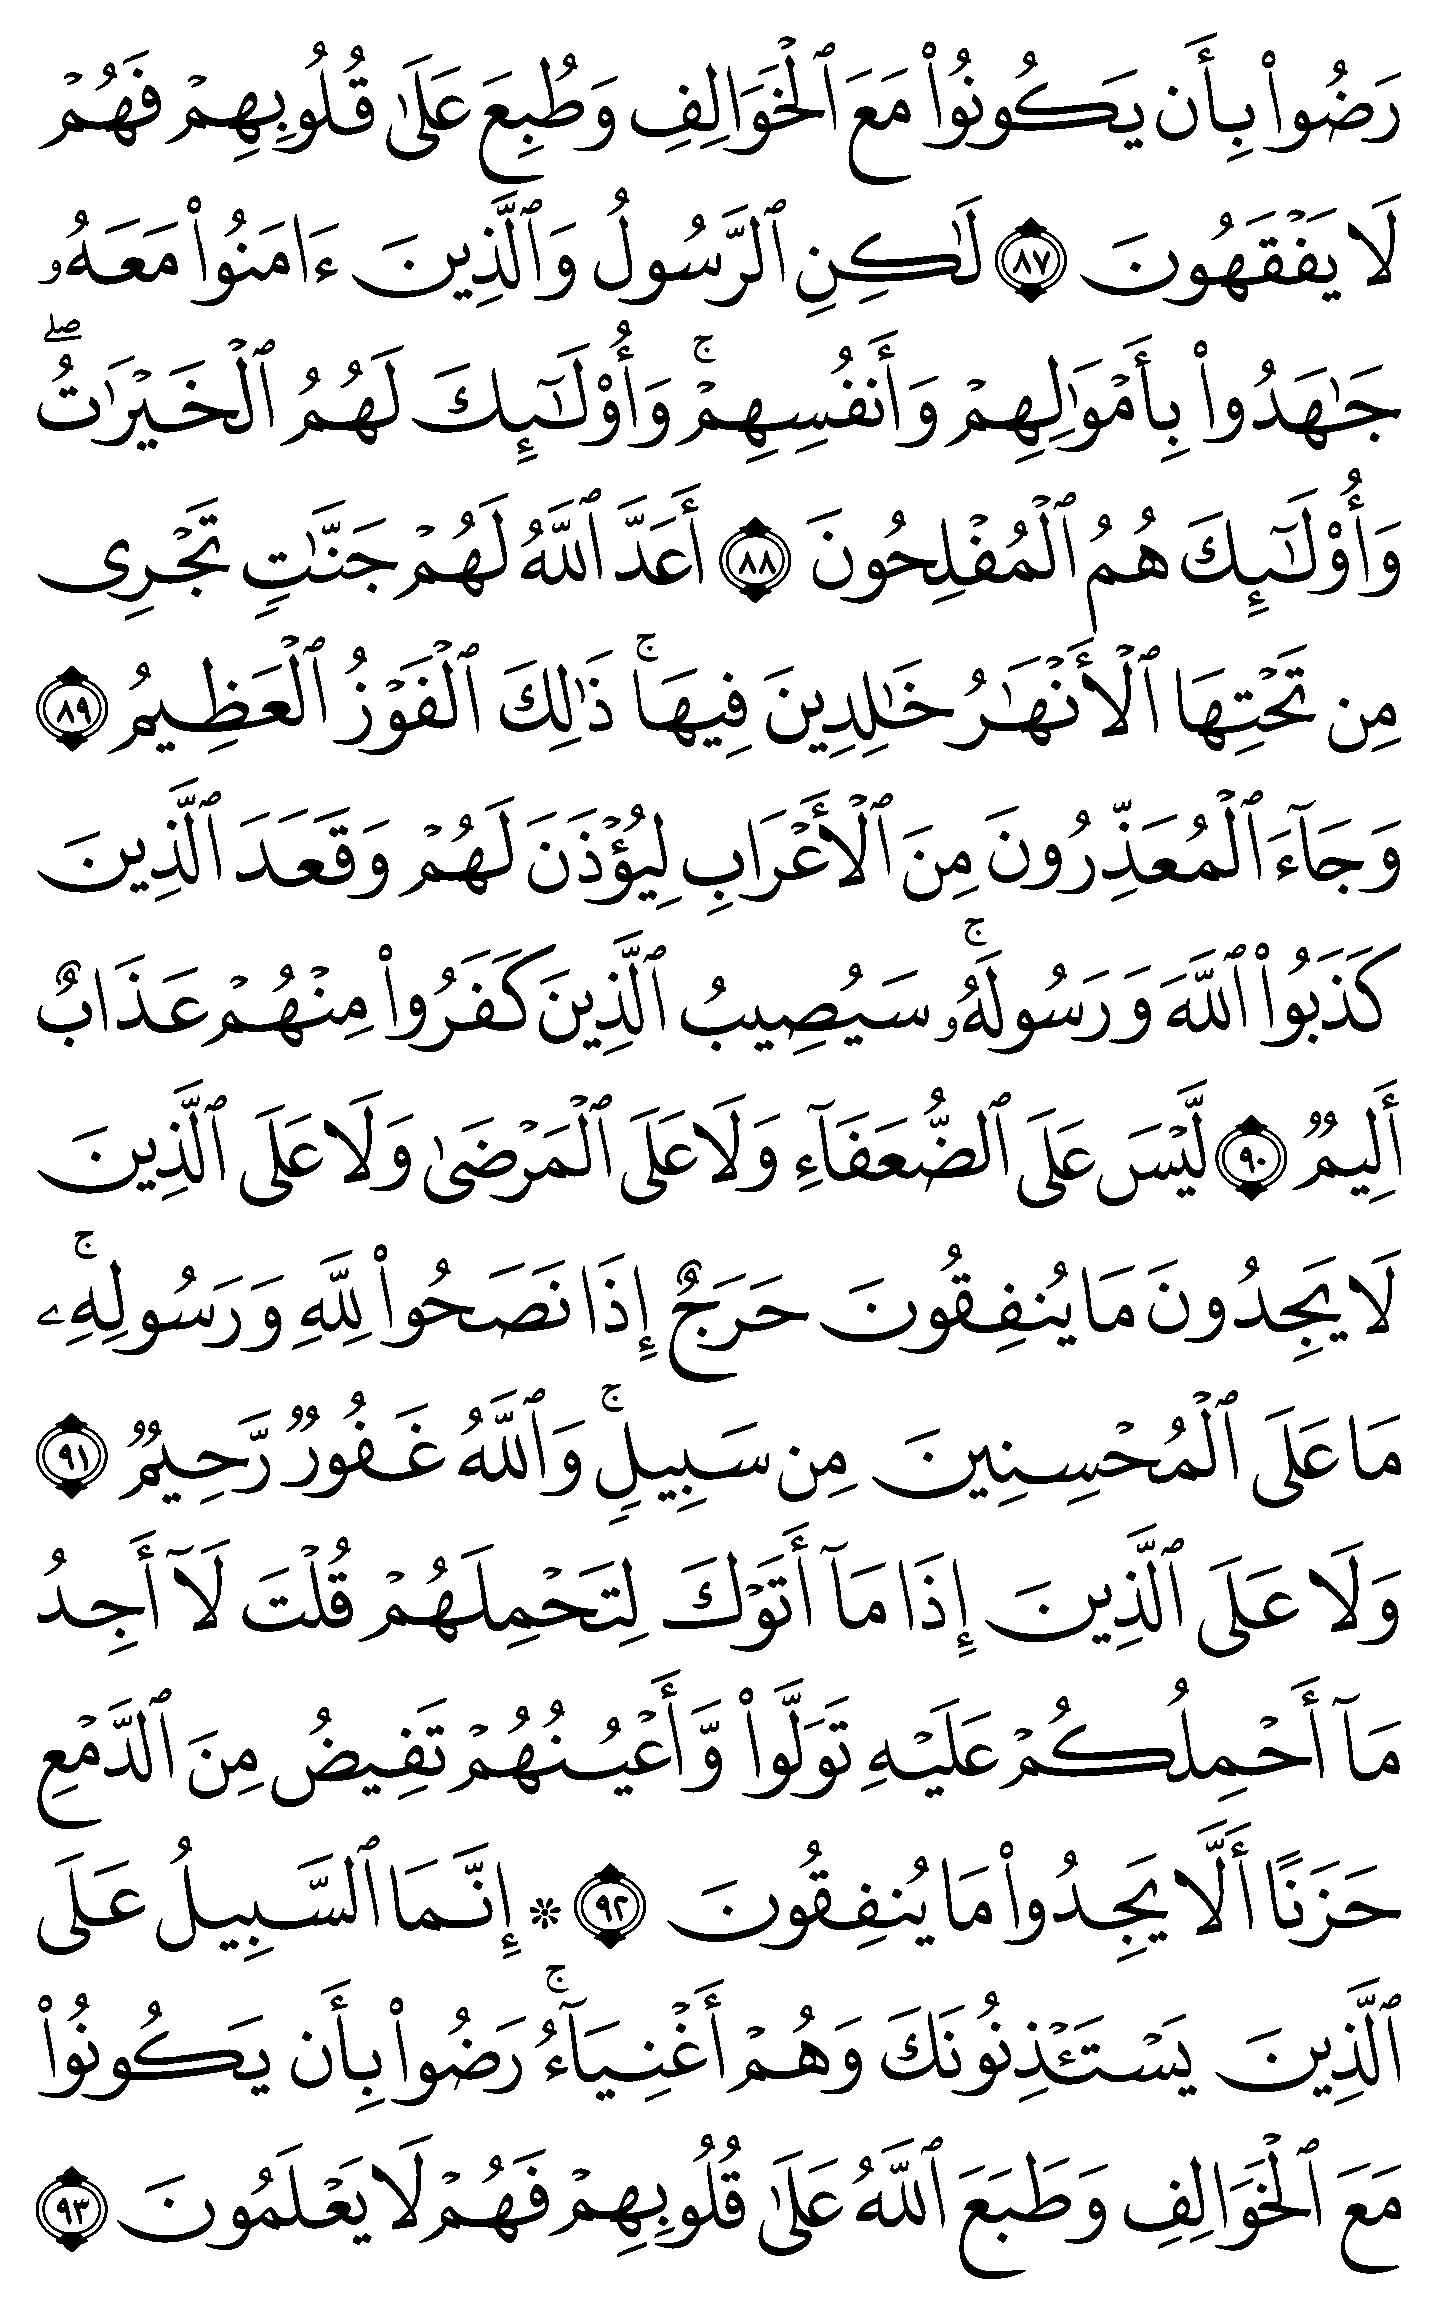 رَضُوا۟ بِأَن يَكُونُوا۟ مَعَ ٱلْخَوَالِفِ وَطُبِعَ عَلَىٰ قُلُوبِهِمْ فَهُمْ
لَا يَفْقَهُونَ ۝٨٧ لَـٰكِنِ ٱلرَّسُولُ وَٱلَّذِينَ ءَامَنُوا۟ مَعَهُۥ
جَـٰهَدُوا۟ بِأَمْوَٰلِهِمْ وَأَنفُسِهِمْ ۚ وَأُو۟لَـٰٓئِكَ لَهُمُ ٱلْخَيْرَٰتُ ۖ
وَأُو۟لَـٰٓئِكَ هُمُ ٱلْمُفْلِحُونَ ۝٨٨ أَعَدَّ ٱللَّهُ لَهُمْ جَنَّـٰتٍ تَجْرِى
مِن تَحْتِهَا ٱلْأَنْهَـٰرُ خَـٰلِدِينَ فِيهَا ۚ ذَٰلِكَ ٱلْفَوْزُ ٱلْعَظِيمُ ۝٨٩
وَجَآءَ ٱلْمُعَذِّرُونَ مِنَ ٱلْأَعْرَابِ لِيُؤْذَنَ لَهُمْ وَقَعَدَ ٱلَّذِينَ
كَذَبُوا۟ ٱللَّهَ وَرَسُولَهُۥ ۚ سَيُصِيبُ ٱلَّذِينَ كَفَرُوا۟ مِنْهُمْ عَذَابٌ
أَلِيمٌ ۝٩٠ لَّيْسَ عَلَى ٱلضُّعَفَآءِ وَلَا عَلَى ٱلْمَرْضَىٰ وَلَا عَلَى ٱلَّذِينَ
لَا يَجِدُونَ مَا يُنفِقُونَ حَرَجٌ إِذَا نَصَحُوا۟ لِلَّهِ وَرَسُولِهِۦ ۚ
مَا عَلَى ٱلْمُحْسِنِينَ مِن سَبِيلٍ ۚ وَٱللَّهُ غَفُورٌ رَّحِيمٌ ۝٩١
وَلَا عَلَى ٱلَّذِينَ إِذَا مَآ أَتَوْكَ لِتَحْمِلَهُمْ قُلْتَ لَآ أَجِدُ
مَآ أَحْمِلُكُمْ عَلَيْهِ تَوَلَّوا۟ وَّأَعْيُنُهُمْ تَفِيضُ مِنَ ٱلدَّمْعِ
حَزَنًا أَلَّا يَجِدُوا۟ مَا يُنفِقُونَ ۝٩٢ ۞ إِنَّمَا ٱلسَّبِيلُ عَلَى
ٱلَّذِينَ يَسْتَـْٔذِنُونَكَ وَهُمْ أَغْنِيَآءُ ۚ رَضُوا۟ بِأَن يَكُونُوا۟
مَعَ ٱلْخَوَالِفِ وَطَبَعَ ٱللَّهُ عَلَىٰ قُلُوبِهِمْ فَهُمْ لَا يَعْلَمُونَ ۝٩٣